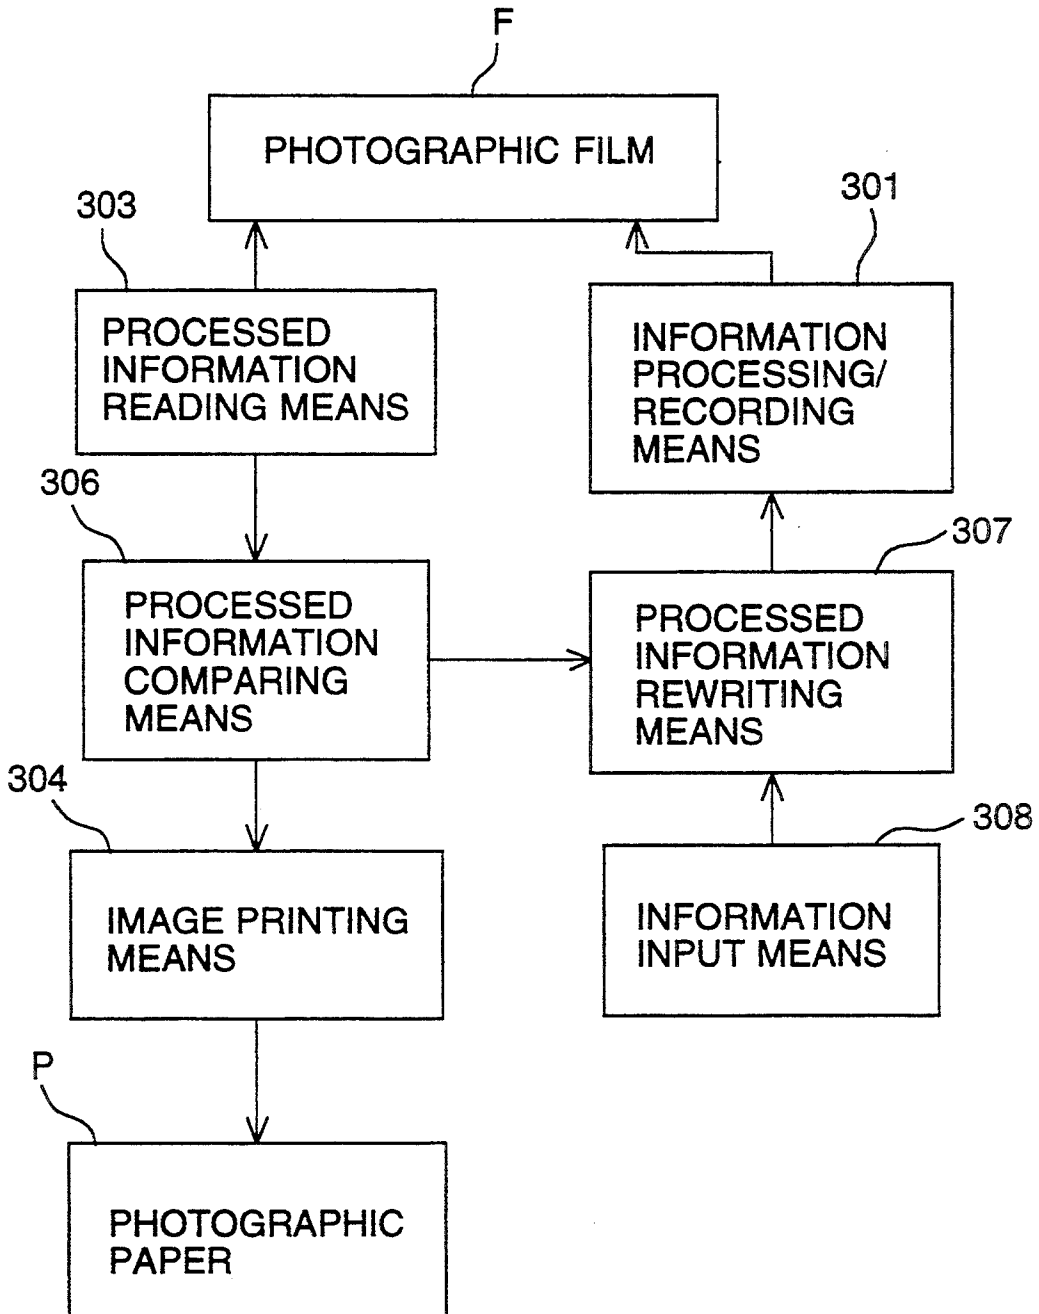 F
PHOTOGRAPHIC FILM
303
301
PROCESSED
INFORMATION
READING MEANS
INFORMATION
PROCESSING/
RECORDING
MEANS
306
307
PROCESSED
INFORMATION
COMPARING
MEANS
PROCESSED
INFORMATION
REWRITING
MEANS
304
308
IMAGE PRINTING
MEANS
INFORMATION
INPUT MEANS
P
PHOTOGRAPHIC
PAPER